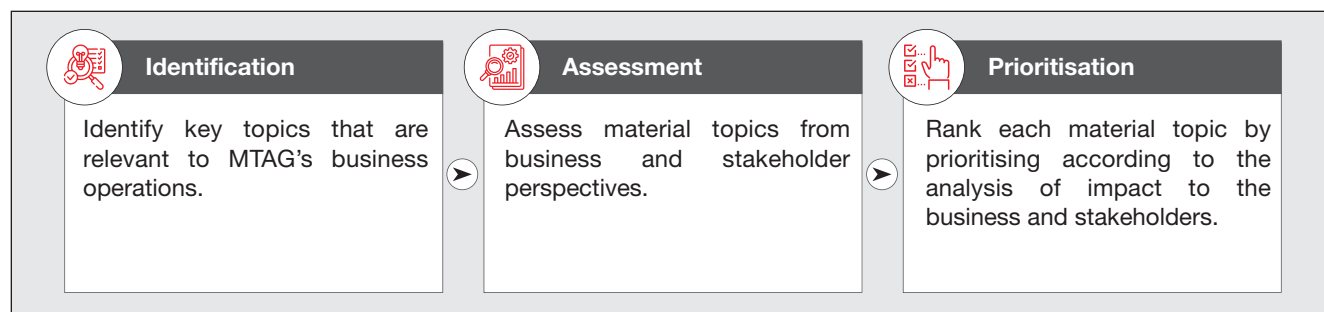 Identification
Identify key topics that are
relevant to MTAG's business
operations.
Assessment
Assess material topics from
business and stakeholder
perspectives.
Prioritisation
Rank each material topic by
prioritising according to the
analysis of impact to the
business and stakeholders.